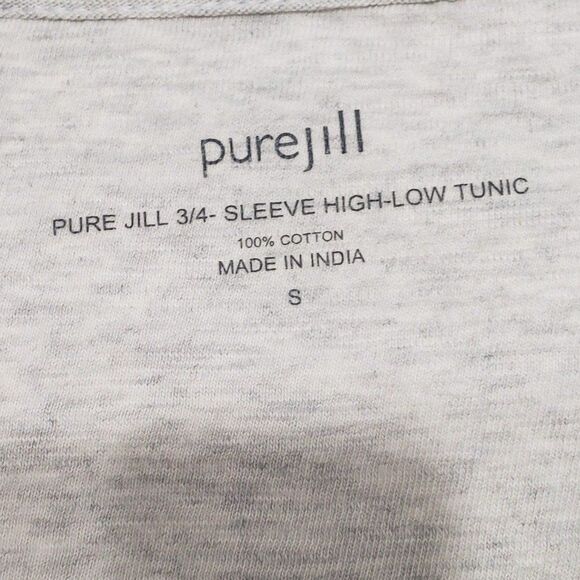 purejill
PURE JILL 3/4- SLEEVE HIGH-LOW TUNIC
100% COTTON
MADE IN INDIA
S